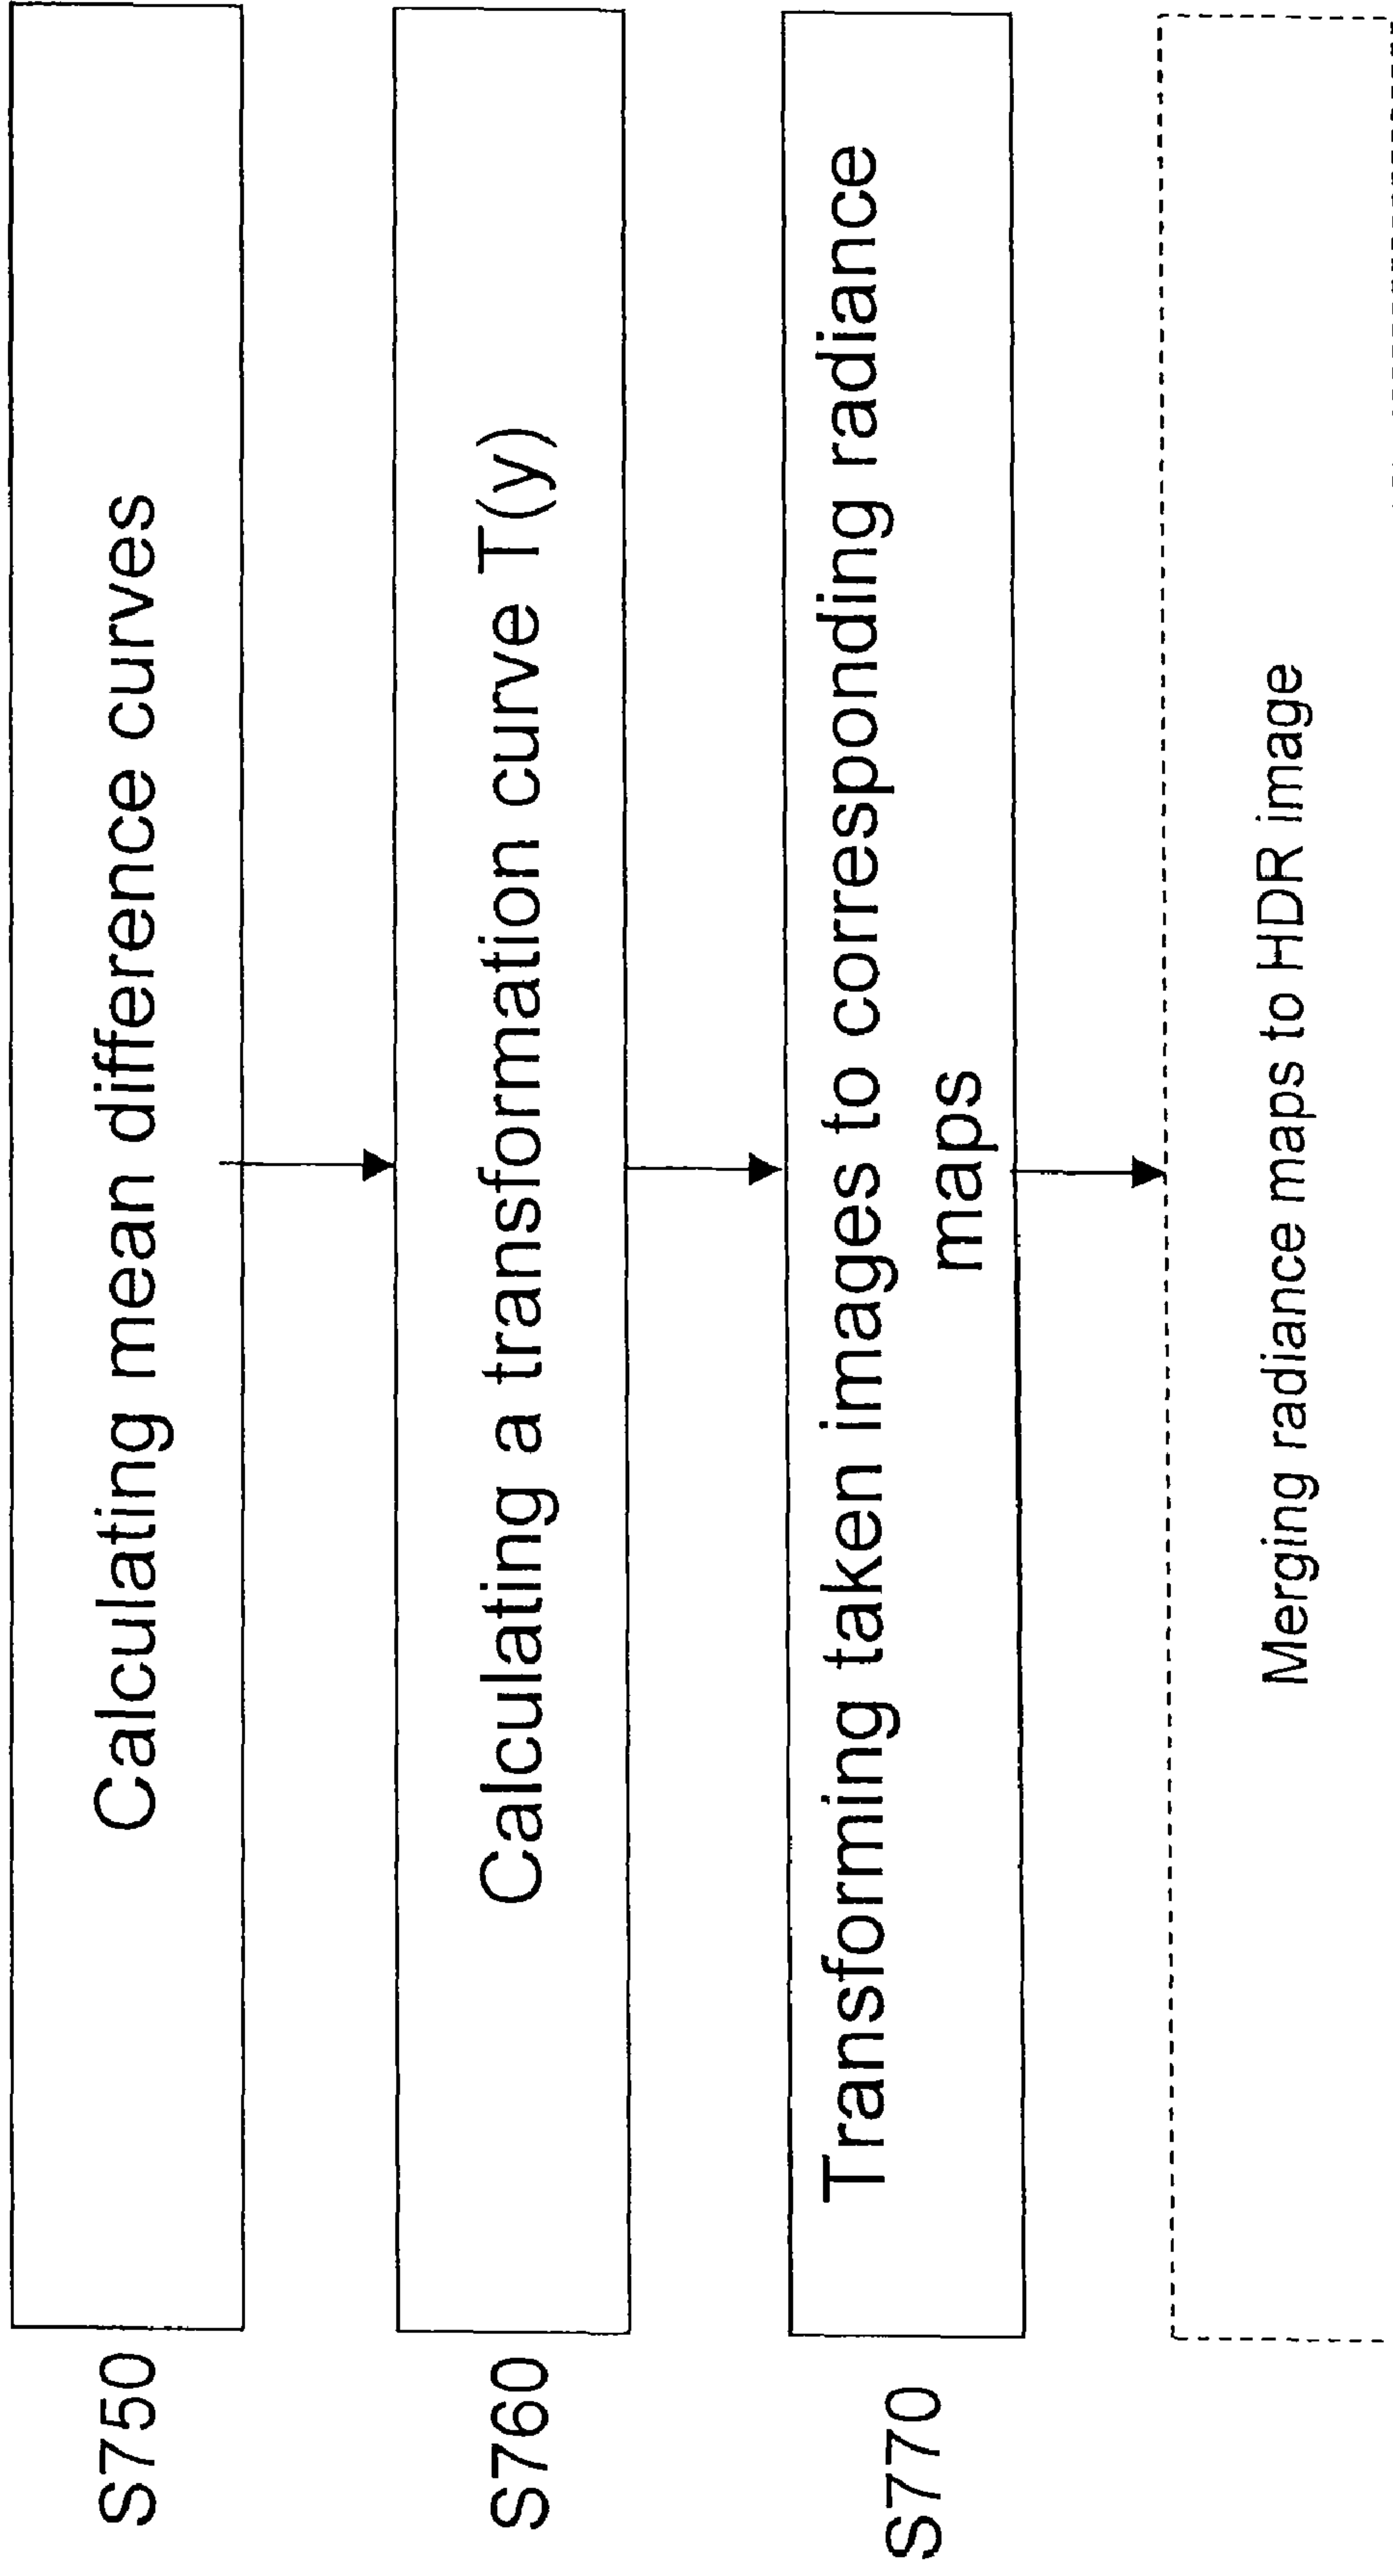 S750 Calculating mean difference curves
S760 Calculating a transformation curve T(y)
S770 Transforming taken images to corresponding radiance
maps
Merging radiance maps to HDR image